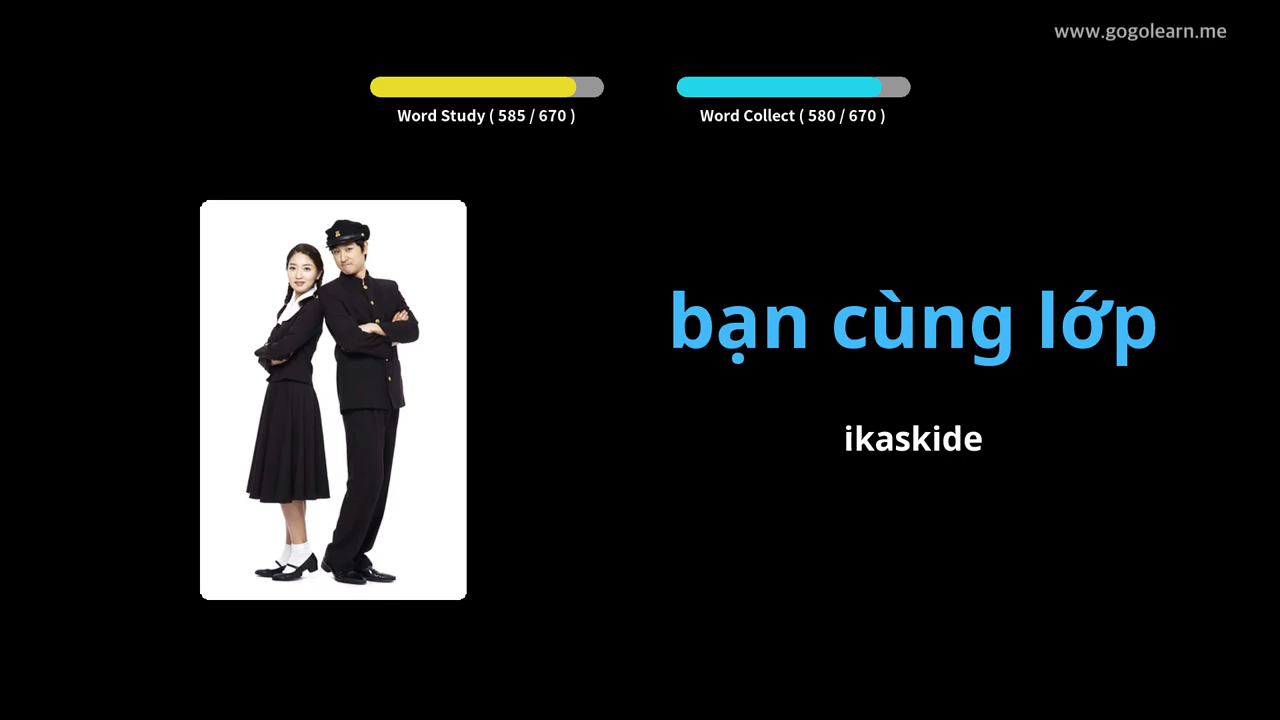 www.gogolearn.me
Word Study ( 585 / 670 )
Word Collect ( 580 / 670 )
bạn cùng lớp
ikaskide